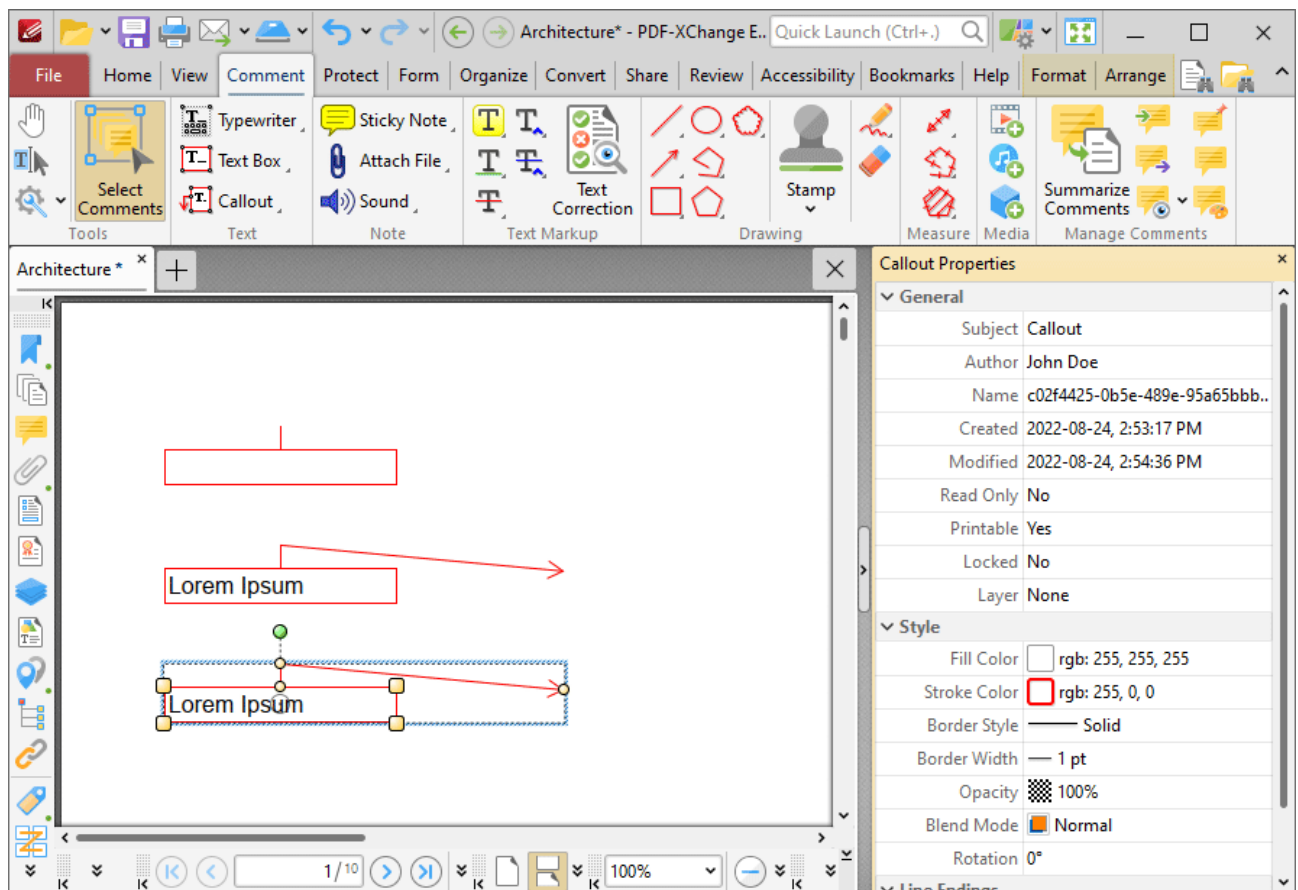 Architecture* - PDF-XChange E.. Quick Launch (Ctrl+.)
File Home View Comment Protect Form Organize Convert Share Review Accessibility Bookmarks Help Format Arrange
Typewriter Sticky Note
Text Box Attach File
Callout Sound
Select Comments
Text Correction
Stamp
Summarize Comments
Tools Text Note Text Markup Drawing Measure Media Manage Comments
Architecture *
Lorem Ipsum
Lorem Ipsum
1/10 100%
Callout Properties
General
Subject Callout
Author John Doe
Name c02f4425-0b5e-489e-95a65bbb..
Created 2022-08-24, 2:53:17 PM
Modified 2022-08-24, 2:54:36 PM
Read Only No
Printable Yes
Locked No
Layer None
Style
Fill Color rgb: 255, 255, 255
Stroke Color rgb: 255, 0, 0
Border Style Solid
Border Width 1 pt
Opacity 100%
Blend Mode Normal
Rotation 0°
Line Endings